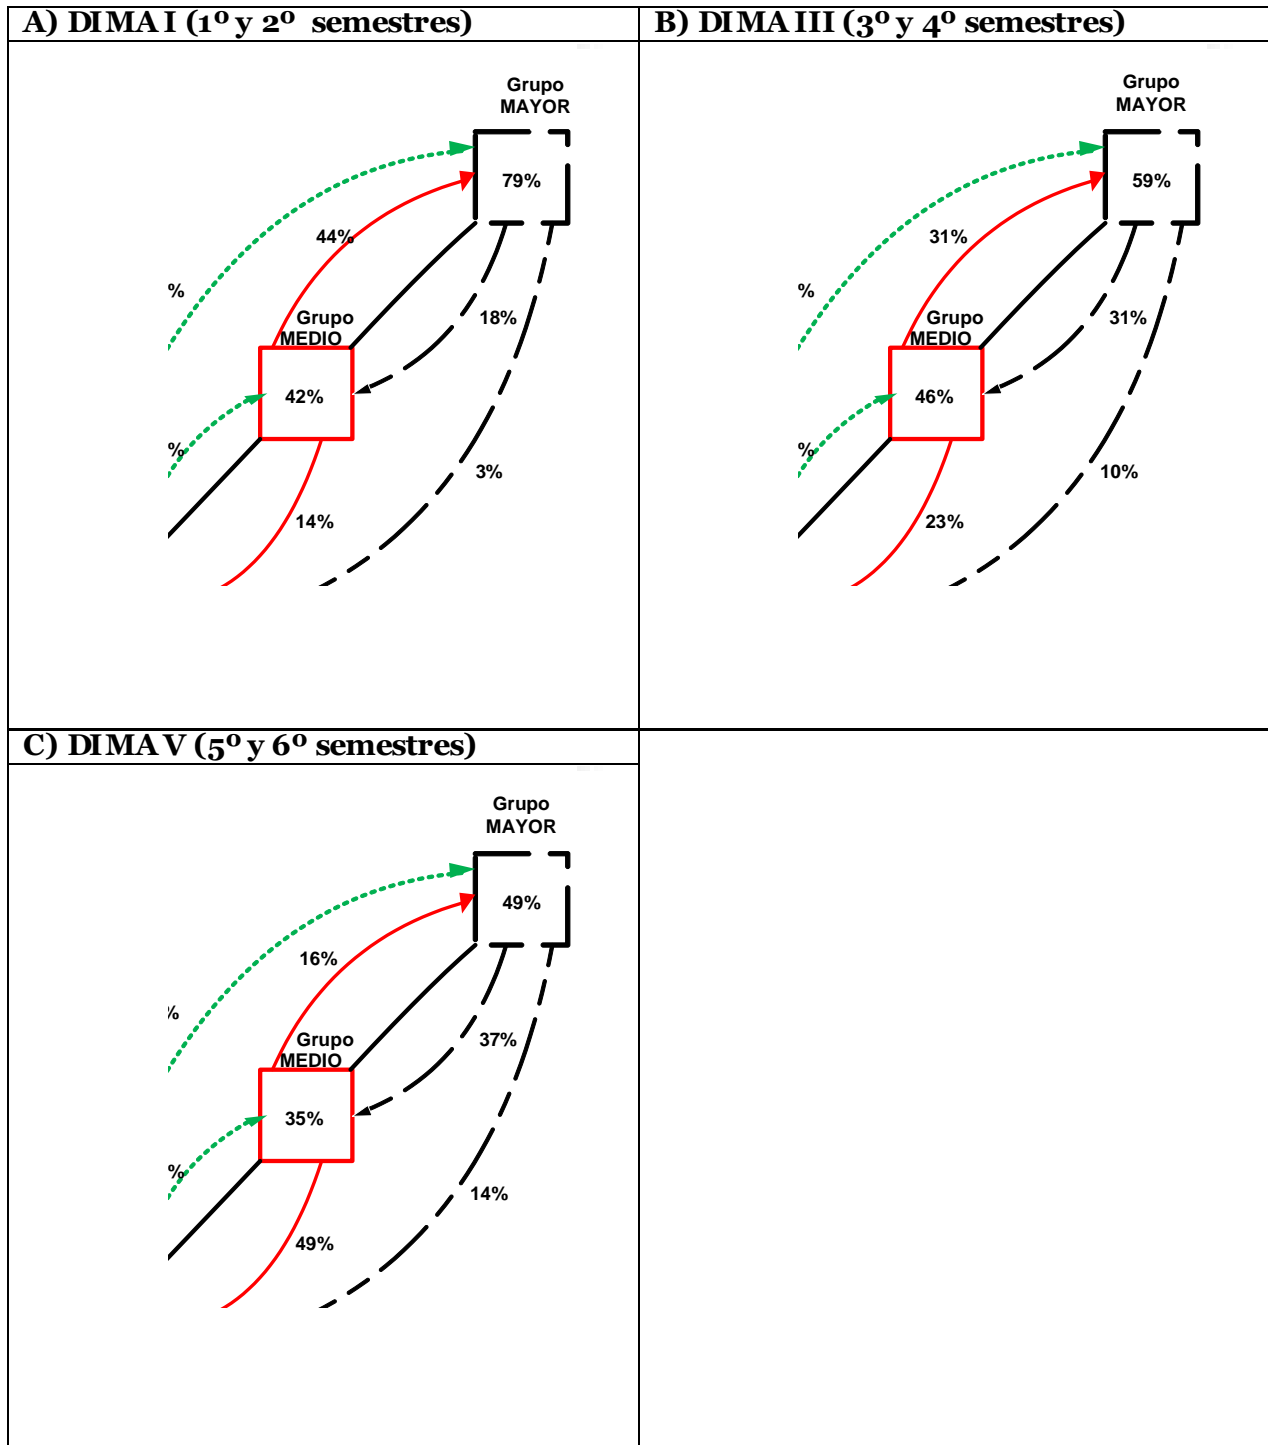 A) DIMA I (1º y 2º semestres)
Grupo
MAYOR
79%
44%
%
18%
Grupo
MEDIO
42%
%
3%
14%
B) DIMA III (3º y 4º semestres)
Grupo
MAYOR
59%
31%
%
31%
Grupo
MEDIO
46%
%
10%
23%
C) DIMA V (5º y 6º semestres)
Grupo
MAYOR
49%
16%
%
37%
Grupo
MEDIO
35%
%
14%
49%